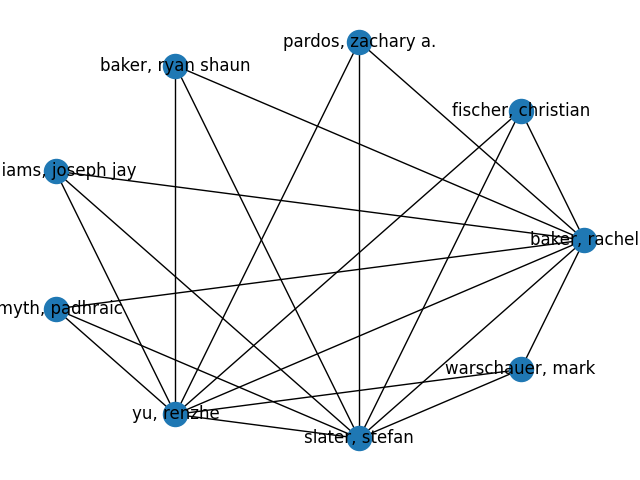 pardos, zachary a.
baker, ryan shaun
fischer, christian
iams, joseph jay
baker, rachel
myth, padhraic
warschauer, mark
yu, renzhe
slater, stefan